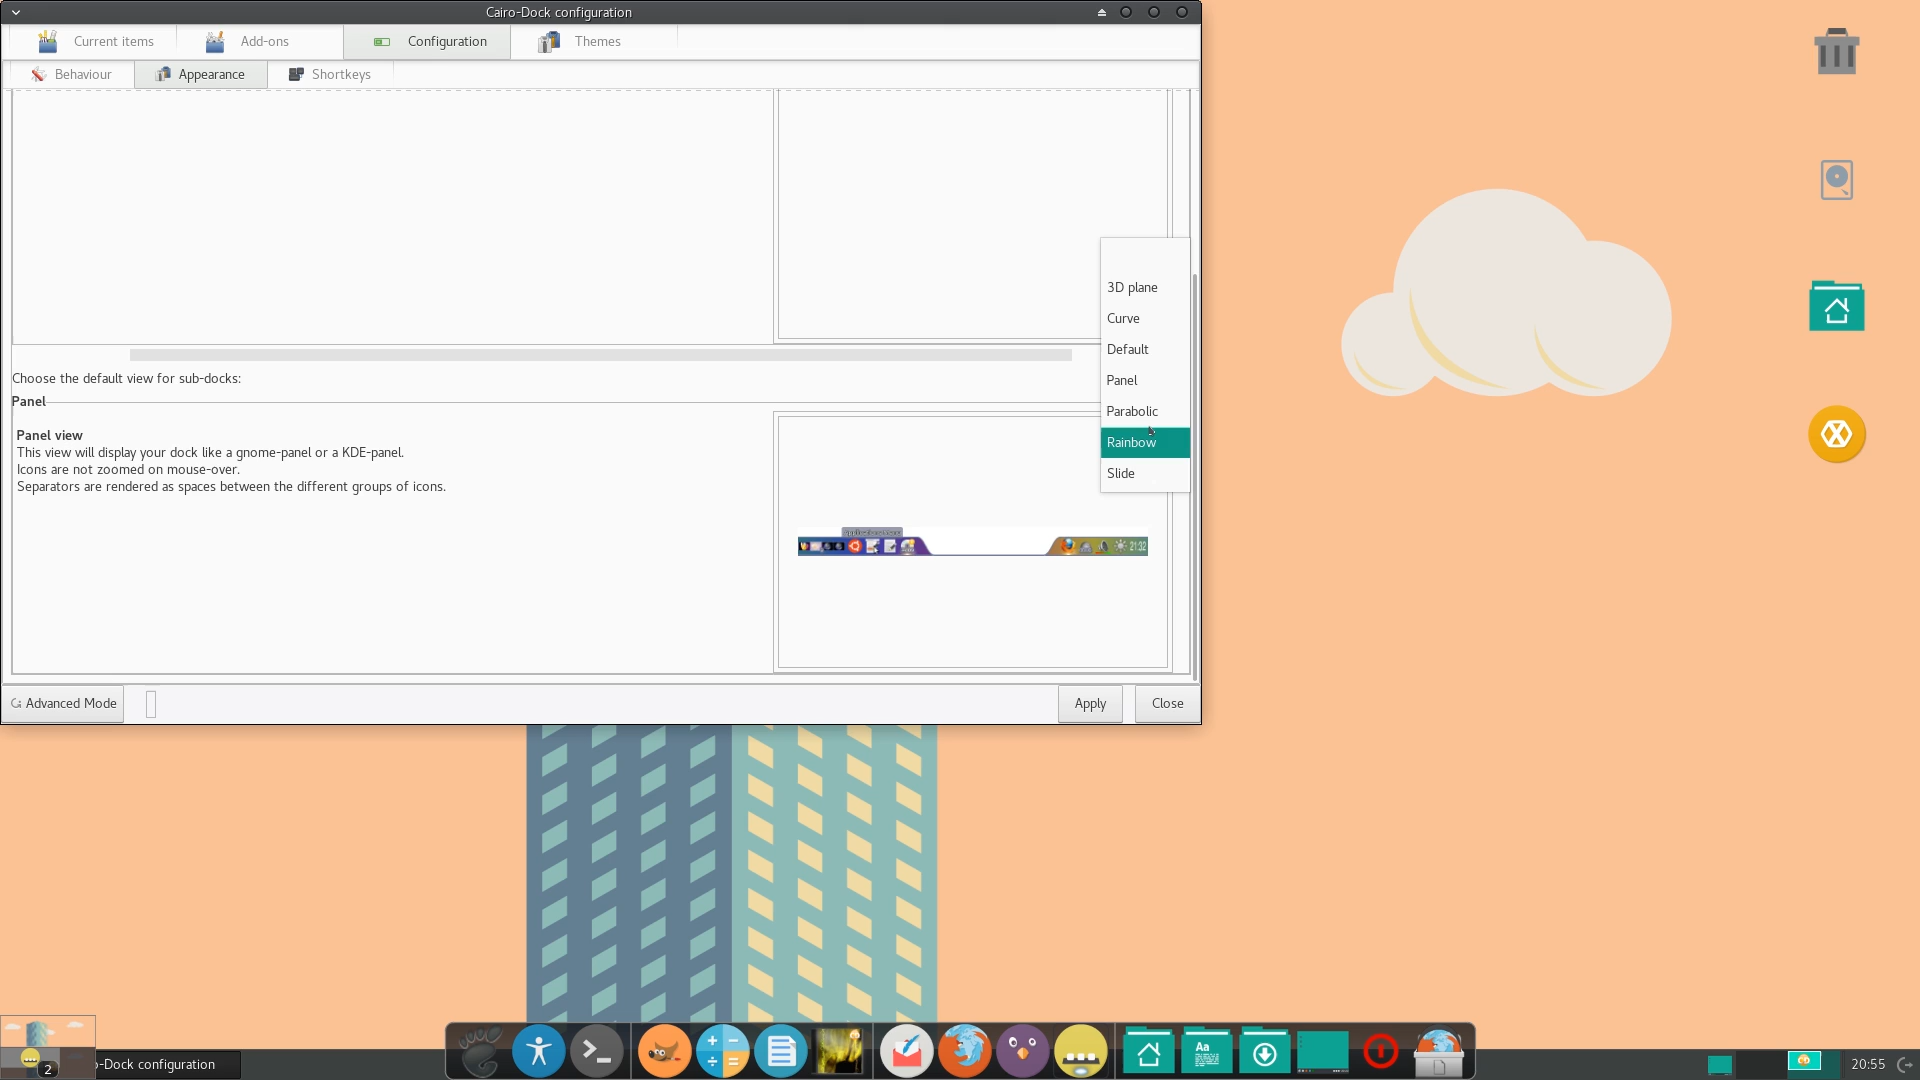 Cairo-Dock configuration
Current items
Add-ons
Configuration
Themes
Behaviour
Appearance
Shortkeys
3D plane
Curve
Default
Panel
Parabolic
Rainbow
Slide
Choose the default view for sub-docks:
Panel
Panel view
This view will display your dock like a gnome-panel or a KDE-panel.
Icons are not zoomed on mouse-over.
Separators are rendered as spaces between the different groups of icons.
21:32
Advanced Mode
Apply
Close
Aa
2
o-Dock configuration
20:55